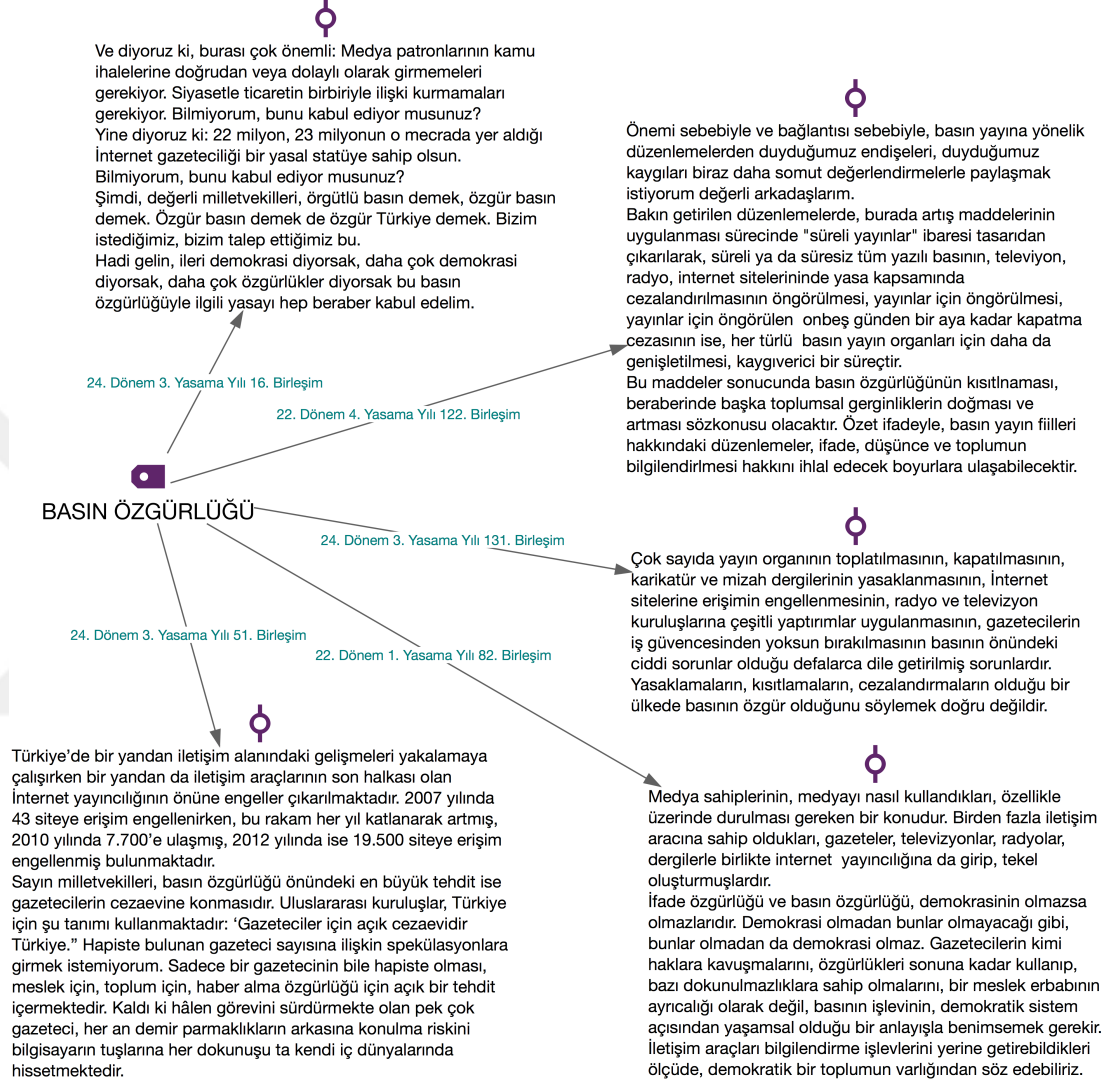 Ve diyoruz ki, burası çok önemli: Medya patronlarının kamu
ihalelerine doğrudan veya dolaylı olarak girmemeleri
gerekiyor. Siyasetle ticaretin birbiriyle ilişki kurmamaları
gerekiyor. Bilmiyorum, bunu kabul ediyor musunuz?
Yine diyoruz ki: 22 milyon, 23 milyonun o mecrada yer aldığı
İnternet gazeteciliği bir yasal statüye sahip olsun.
Bilmiyorum, bunu kabul ediyor musunuz?
Şimdi, değerli milletvekilleri, örgütlü basın demek, özgür basın
demek. Özgür basın demek de özgür Türkiye demek. Bizim
istediğimiz, bizim talep ettiğimiz bu.
Hadi gelin, ileri demokrasi diyorsak, daha çok demokrasi
diyorsak, daha çok özgürlükler diyorsak bu basın
özgürlüğüyle ilgili yasayı hep beraber kabul edelim.
Önemi sebebiyle ve bağlantısı sebebiyle, basın yayına yönelik
düzenlemelerden duyduğumuz endişeleri, duyduğumuz
kaygıları biraz daha somut değerlendirmelerle paylaşmak
istiyorum değerli arkadaşlarım.
Bakın getirilen düzenlemelerde, burada artış maddelerinin
uygulanması sürecinde "süreli yayınlar" ibaresi tasarıdan
çıkarılarak, süreli ya da süresiz tüm yazılı basının, televiyon,
radyo, internet sitelerininde yasa kapsamında
cezalandırılmasının öngörülmesi, yayınlar için öngörülmesi,
yayınlar için öngörülen  onbeş günden bir aya kadar kapatma
cezasının ise, her türlü  basın yayın organları için daha da
genişletilmesi, kaygıverici bir süreçtir.
Bu maddeler sonucunda basın özgürlüğünün kısıtlnaması,
beraberinde başka toplumsal gerginliklerin doğması ve
artması sözkonusu olacaktır. Özet ifadeyle, basın yayın fiilleri
hakkındaki düzenlemeler, ifade, düşünce ve toplumun
bilgilendirlmesi hakkını ihlal edecek boyurlara ulaşabilecektir.
24. Dönem 3. Yasama Yılı 16. Birleşim
22. Dönem 4. Yasama Yılı 122. Birleşim
BASIN ÖZGÜRLÜĞÜ
24. Dönem 3. Yasama Yılı 131. Birleşim
Çok sayıda yayın organının toplatılmasının, kapatılmasının,
karikatür ve mizah dergilerinin yasaklanmasının, İnternet
sitelerine erişimin engellenmesinin, radyo ve televizyon
kuruluşlarına çeşitli yaptırımlar uygulanmasının, gazetecilerin
iş güvencesinden yoksun bırakılmasının basının önündeki
ciddi sorunlar olduğu defalarca dile getirilmiş sorunlardır.
Yasaklamaların, kısıtlamaların, cezalandırmaların olduğu bir
ülkede basının özgür olduğunu söylemek doğru değildir.
24. Dönem 3. Yasama Yılı 51. Birleşim
22. Dönem 1. Yasama Yılı 82. Birleşim
Türkiye’de bir yandan iletişim alanındaki gelişmeleri yakalamaya
çalışırken bir yandan da iletişim araçlarının son halkası olan
İnternet yayıncılığının önüne engeller çıkarılmaktadır. 2007 yılında
43 siteye erişim engellenirken, bu rakam her yıl katlanarak artmış,
2010 yılında 7.700’e ulaşmış, 2012 yılında ise 19.500 siteye erişim
engellenmiş bulunmaktadır.
Sayın milletvekilleri, basın özgürlüğü önündeki en büyük tehdit ise
gazetecilerin cezaevine konmasıdır. Uluslararası kuruluşlar, Türkiye
için şu tanımı kullanmaktadır: ‘Gazeteciler için açık cezaevidir
Türkiye.” Hapiste bulunan gazeteci sayısına ilişkin spekülasyonlara
girmek istemiyorum. Sadece bir gazetecinin bile hapiste olması,
meslek için, toplum için, haber alma özgürlüğü için açık bir tehdit
içermektedir. Kaldı ki hâlen görevini sürdürmekte olan pek çok
gazeteci, her an demir parmaklıkların arkasına konulma riskini
bilgisayarın tuşlarına her dokunuşu ta kendi iç dünyalarında
hissetmektedir.
Medya sahiplerinin, medyayı nasıl kullandıkları, özellikle
üzerinde durulması gereken bir konudur. Birden fazla iletişim
aracına sahip oldukları, gazeteler, televizyonlar, radyolar,
dergilerle birlikte internet  yayıncılığına da girip, tekel
oluşturmuşlardır.
İfade özgürlüğü ve basın özgürlüğü, demokrasinin olmazsa
olmazlarıdır. Demokrasi olmadan bunlar olmayacağı gibi,
bunlar olmadan da demokrasi olmaz. Gazetecilerin kimi
haklara kavuşmalarını, özgürlükleri sonuna kadar kullanıp,
bazı dokunulmazlıklara sahip olmalarını, bir meslek erbabının
ayrıcalığı olarak değil, basının işlevinin, demokratik sistem
açısından yaşamsal olduğu bir anlayışla benimsemek gerekir.
İletişim araçları bilgilendirme işlevlerini yerine getirebildikleri
ölçüde, demokratik bir toplumun varlığından söz edebiliriz.